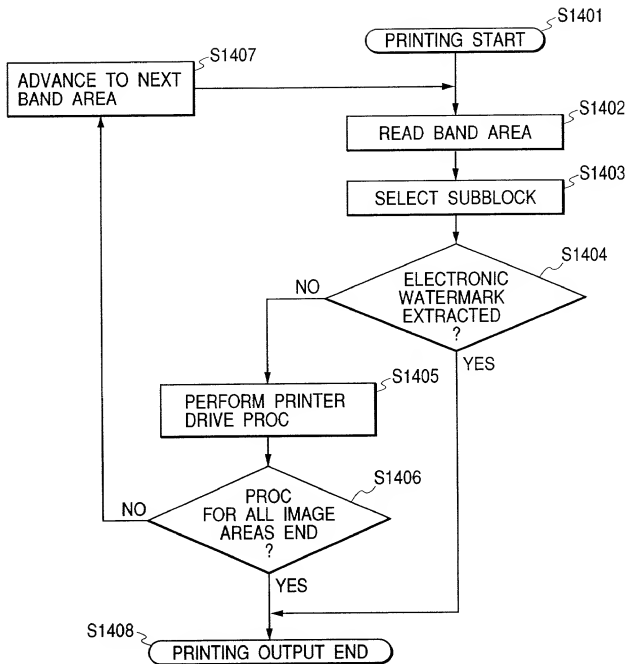 S1401
PRINTING START
S1407
ADVANCE TO NEXT
BAND AREA
S1402
READ BAND AREA
S1403
SELECT SUBBLOCK
S1404
ELECTRONIC
WATERMARK
EXTRACTED
?
NO
YES
S1405
PERFORM PRINTER
DRIVE PROC
S1406
PROC
FOR ALL IMAGE
AREAS END
?
NO
YES
S1408
PRINTING OUTPUT END